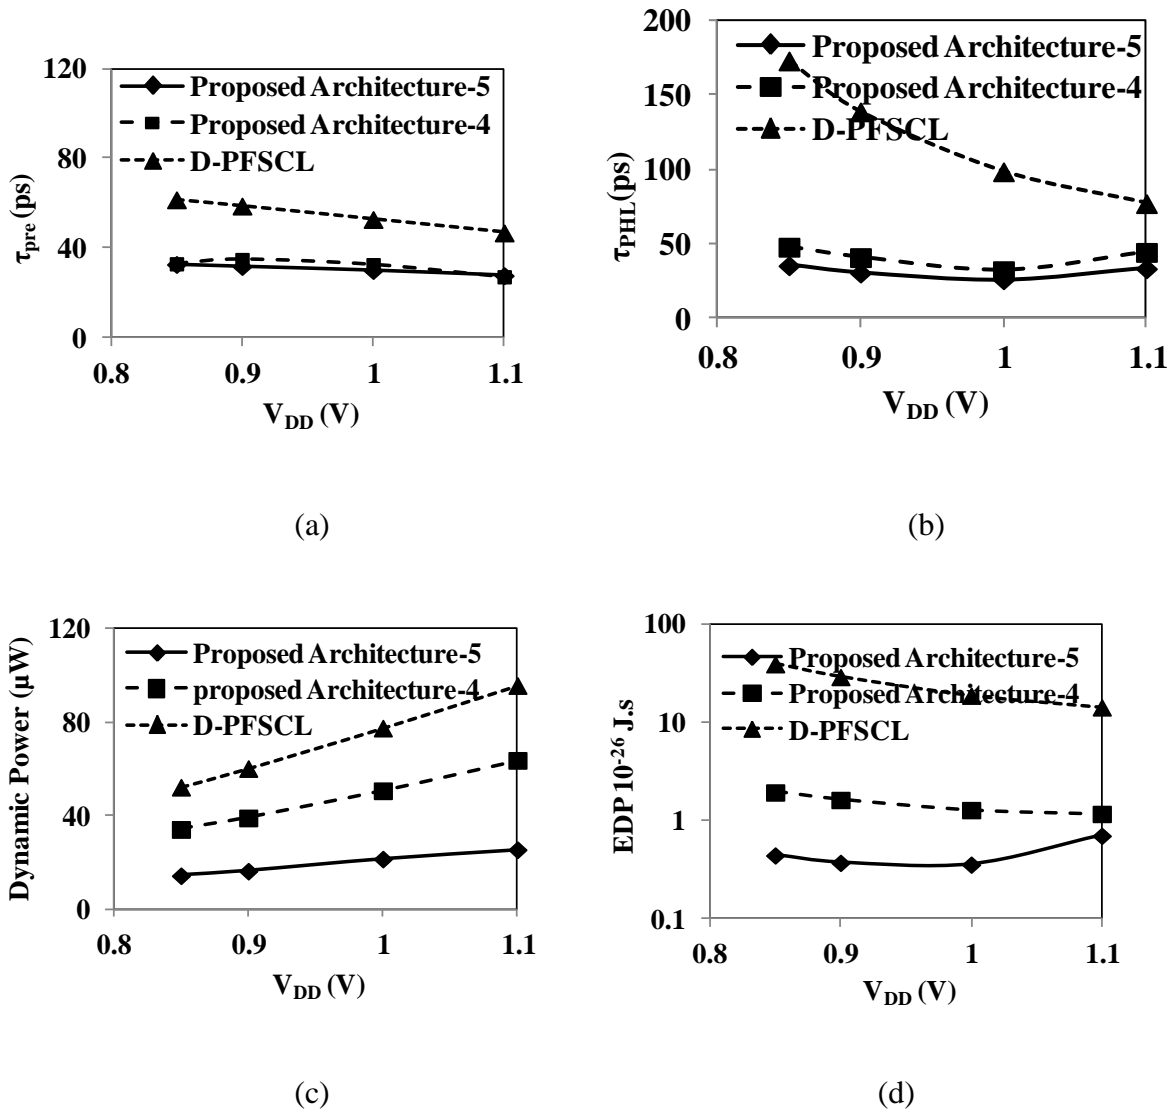 120
80
40
0
τpre (ps)
Proposed Architecture-5
Proposed Architecture-4
D-PFSCL
0.8 0.9 1 1.1
VDD (V)
(a)
200
150
100
50
0
τPHL(ps)
Proposed Architecture-5
Proposed Architecture-4
D-PFSCL
0.8 0.9 1 1.1
VDD (V)
(b)
120
80
40
0
Dynamic Power (µW)
Proposed Architecture-5
proposed Architecture-4
D-PFSCL
0.8 0.9 1 1.1
VDD (V)
(c)
100
10
1
0.1
EDP 10-26 J.s
Proposed Architecture-5
Proposed Architecture-4
D-PFSCL
0.8 0.9 1 1.1
VDD (V)
(d)